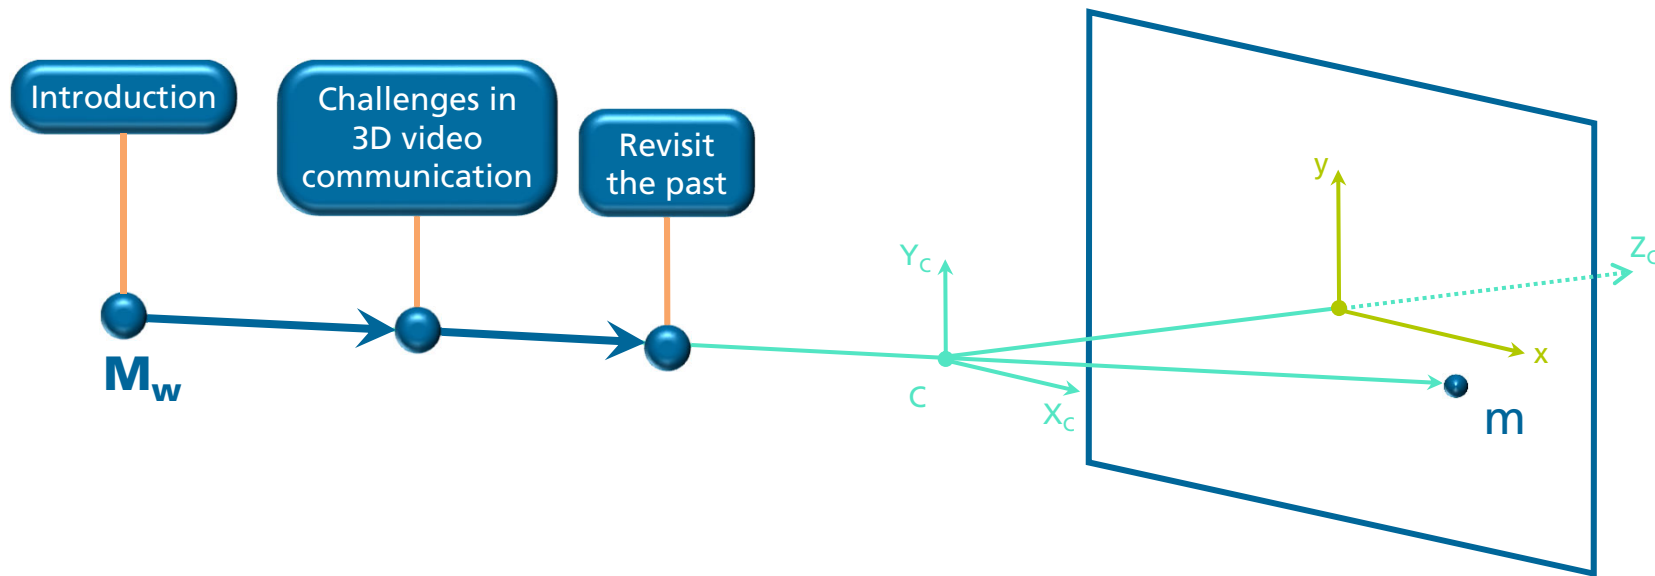 Introduction
Challenges in
3D video
communication
Revisit
the past
Mw
YC
C
XC
y
x
ZC
m